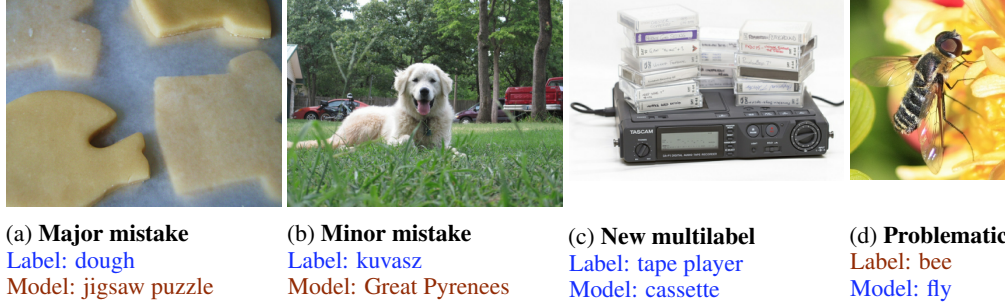 TASCAM
(a) Major mistake
Label: dough
Model: jigsaw puzzle
(b) Minor mistake
Label: kuvasz
Model: Great Pyrenees
(c) New multilabel
Label: tape player
Model: cassette
(d) Problematic
Label: bee
Model: fly